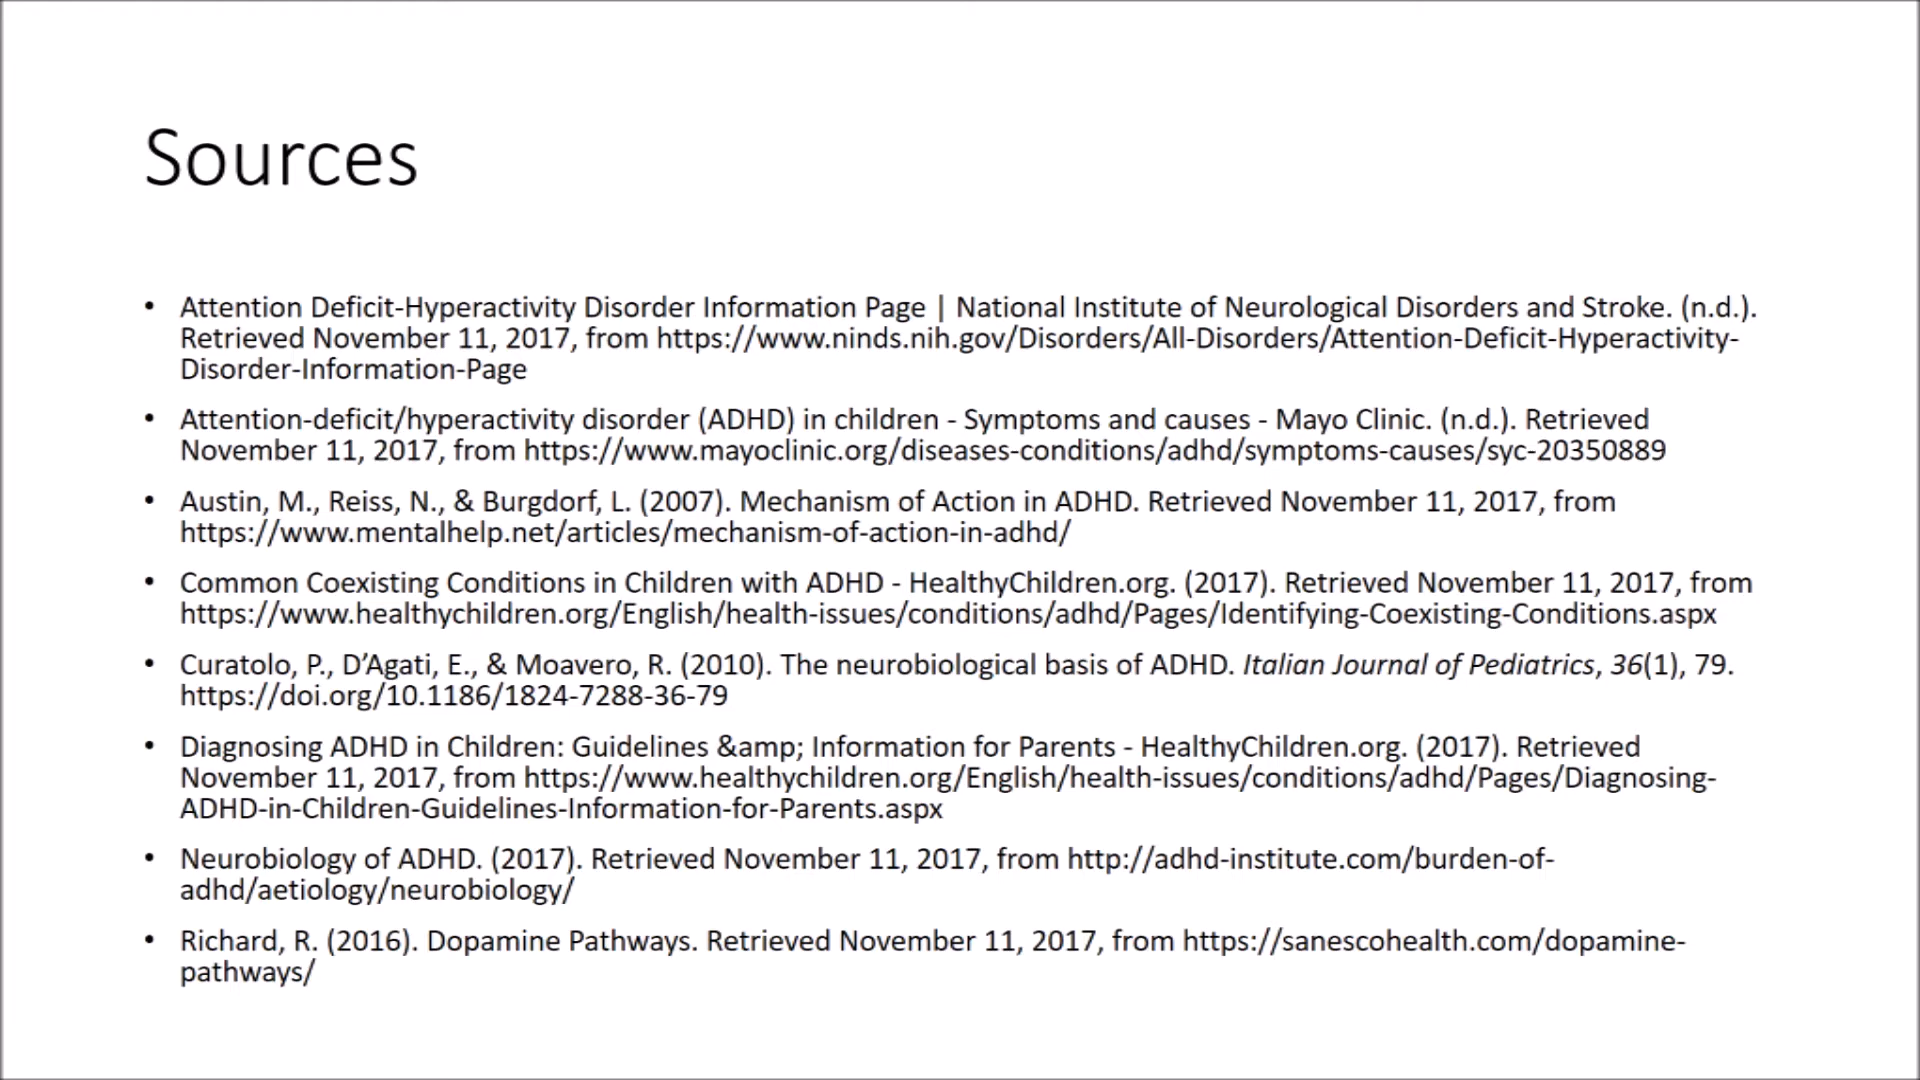 Sources
• Attention Deficit-Hyperactivity Disorder Information Page | National Institute of Neurological Disorders and Stroke. (n.d.).
Retrieved November 11, 2017, from https://www.ninds.nih.gov/Disorders/All-Disorders/Attention-Deficit-Hyperactivity-
Disorder-Information-Page
• Attention-deficit/hyperactivity disorder (ADHD) in children - Symptoms and causes - Mayo Clinic. (n.d.). Retrieved
November 11, 2017, from https://www.mayoclinic.org/diseases-conditions/adhd/symptoms-causes/syc-20350889
• Austin, M., Reiss, N., & Burgdorf, L. (2007). Mechanism of Action in ADHD. Retrieved November 11, 2017, from
https://www.mentalhelp.net/articles/mechanism-of-action-in-adhd/
• Common Coexisting Conditions in Children with ADHD - HealthyChildren.org. (2017). Retrieved November 11, 2017, from
https://www.healthychildren.org/English/health-issues/conditions/adhd/Pages/Identifying-Coexisting-Conditions.aspx
• Curatolo, P., D’Agati, E., & Moavero, R. (2010). The neurobiological basis of ADHD. Italian Journal of Pediatrics, 36(1), 79.
https://doi.org/10.1186/1824-7288-36-79
• Diagnosing ADHD in Children: Guidelines &amp; Information for Parents - HealthyChildren.org. (2017). Retrieved
November 11, 2017, from https://www.healthychildren.org/English/health-issues/conditions/adhd/Pages/Diagnosing-
ADHD-in-Children-Guidelines-Information-for-Parents.aspx
• Neurobiology of ADHD. (2017). Retrieved November 11, 2017, from http://adhd-institute.com/burden-of-
adhd/aetiology/neurobiology/
• Richard, R. (2016). Dopamine Pathways. Retrieved November 11, 2017, from https://sanescohealth.com/dopamine-
pathways/